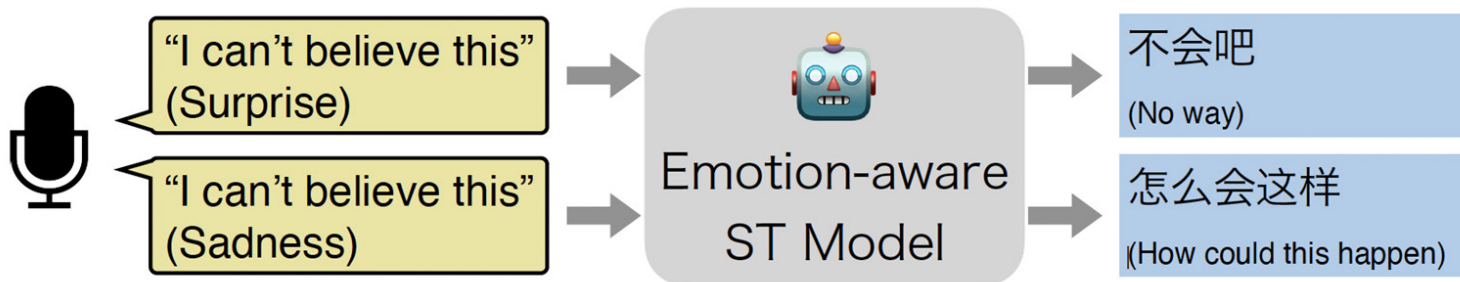 “I can’t believe this”
(Surprise)
“I can’t believe this”
(Sadness)
Emotion-aware
ST Model
不会吧
(No way)
怎么会这样
(How could this happen)